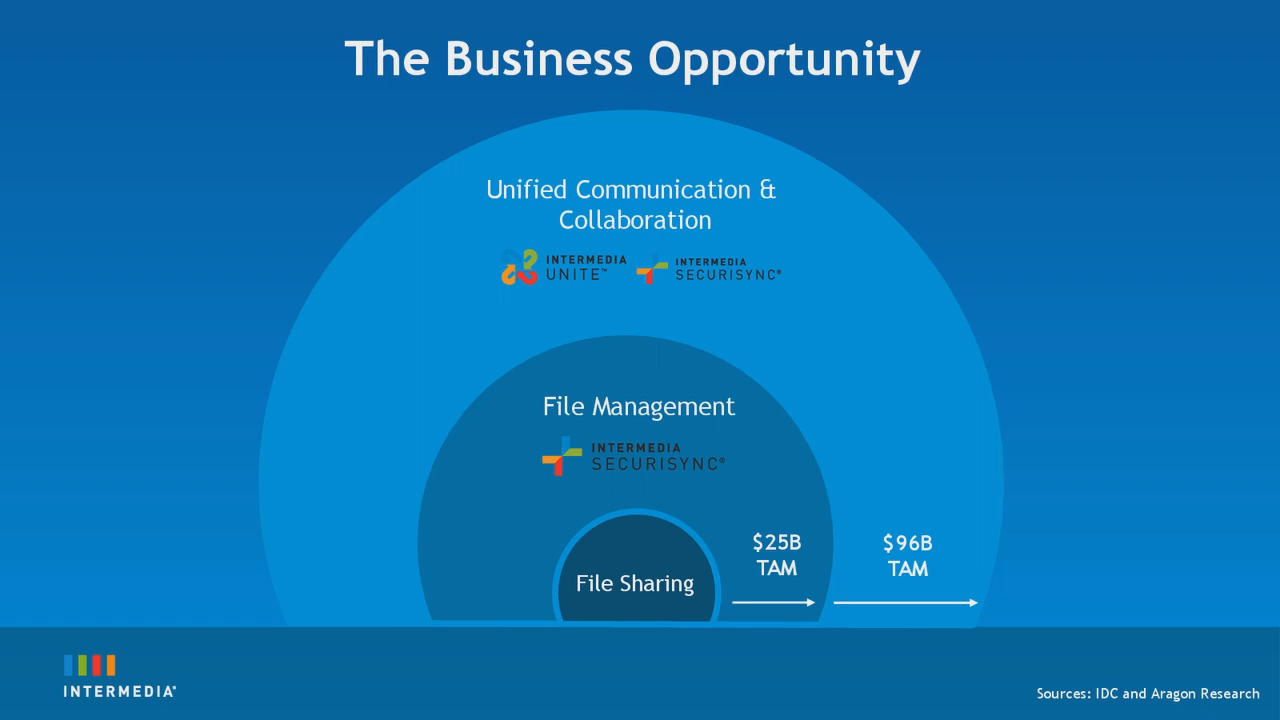 The Business Opportunity
Unified Communication &
Collaboration
INTERMEDIA
UNITE™
INTERMEDIA
SECURISYNC®
File Management
INTERMEDIA
SECURISYNC®
File Sharing
$25B
TAM
$96B
TAM
INTERMEDIA®
Sources: IDC and Aragon Research